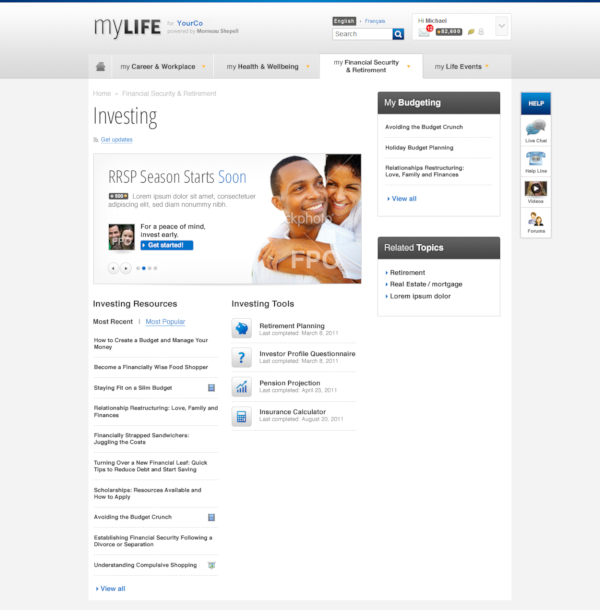 myLIFE
for YourCo
powered by Morneau Shepell
English • Français
Search
Hi Michael
12
82,600
my Career & Workplace
my Health & Wellbeing
my Financial Security
& Retirement
my Life Events
Home → Financial Security & Retirement
Investing
Get updates
RRSP Season Starts Soon
500 Lorem ipsum dolor sit amet, consectetuer
adipiscing elit, sed diam nonummy nibh.
For a peace of mind,
invest early.
Get started!
FPO
ckphoto
FPO
Investing Resources
Most Recent | Most Popular
How to Create a Budget and Manage Your
Money
Become a Financially Wise Food Shopper
Staying Fit on a Slim Budget
Relationship Restructuring: Love, Family and
Finances
Financially Strapped Sandwichers:
Juggling the Costs
Turning Over a New Financial Leaf: Quick
Tips to Reduce Debt and Start Saving
Scholarships: Resources Available and
How to Apply
Avoiding the Budget Crunch
Establishing Financial Security Following a
Divorce or Separation
Understanding Compulsive Shopping
View all
Investing Tools
Retirement Planning
Last completed: March 8, 2011
Investor Profile Questionnaire
Last completed: March 8, 2011
Pension Projection
Last completed: April 20, 2011
Insurance Calculator
Last completed: August 20, 2011
My Budgeting
Avoiding the Budget Crunch
Holiday Budget Planning
Relationships Restructuring:
Love, Family and Finances
View all
Related Topics
Retirement
Real Estate / mortgage
Lorem ipsum dolor
HELP
Live Chat
Help Line
Videos
Forums